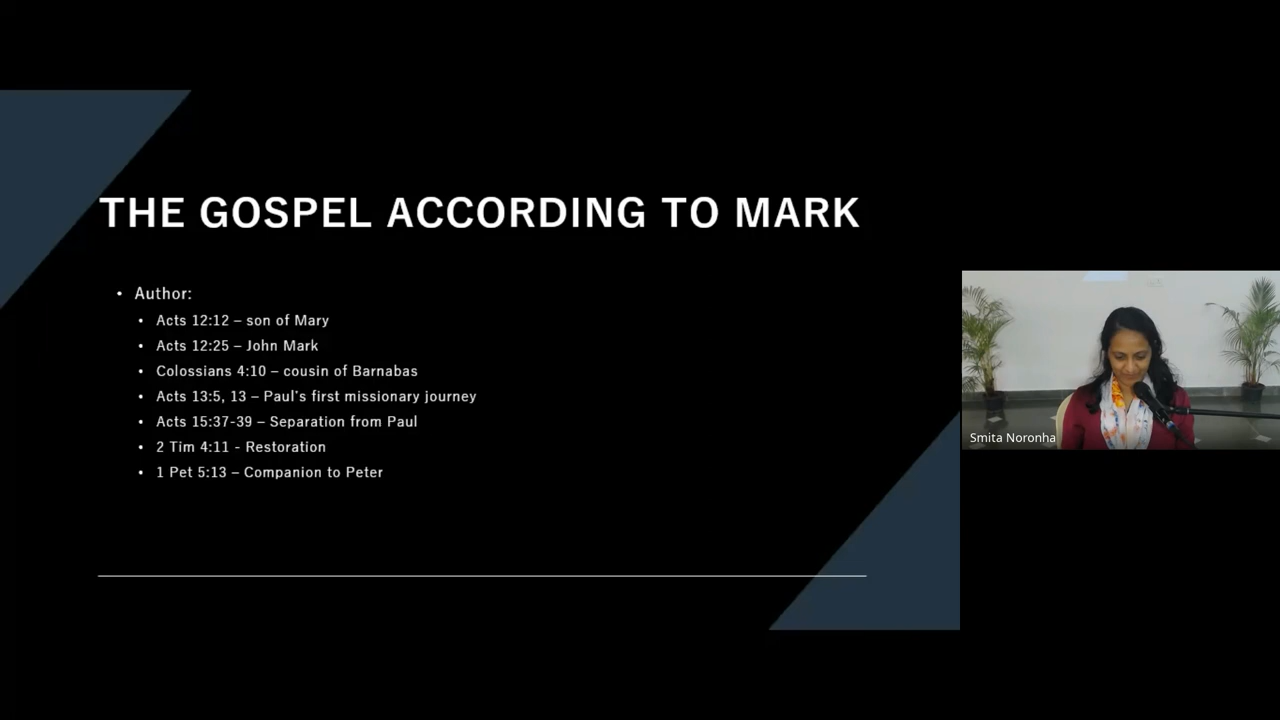 THE GOSPEL ACCORDING TO MARK
• Author:
• Acts 12:12 – son of Mary
• Acts 12:25 – John Mark
• Colossians 4:10 – cousin of Barnabas
• Acts 13:5, 13 – Paul's first missionary journey
• Acts 15:37-39 – Separation from Paul
• 2 Tim 4:11 - Restoration
• 1 Pet 5:13 – Companion to Peter
Smita Noronha